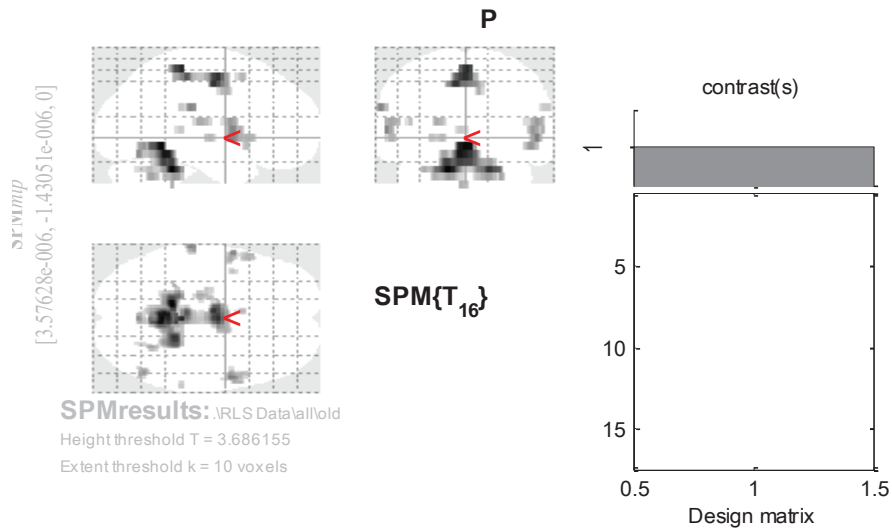 P
SPMmip
[3.57628e-006, -1.43051e-006, 0]
<
<
<
SPM{T16}
SPMresults: .\RLS Data\all\old
Height threshold T = 3.686155
Extent threshold k = 10 voxels
contrast(s)
1
5
10
15
0.5 1 1.5
Design matrix